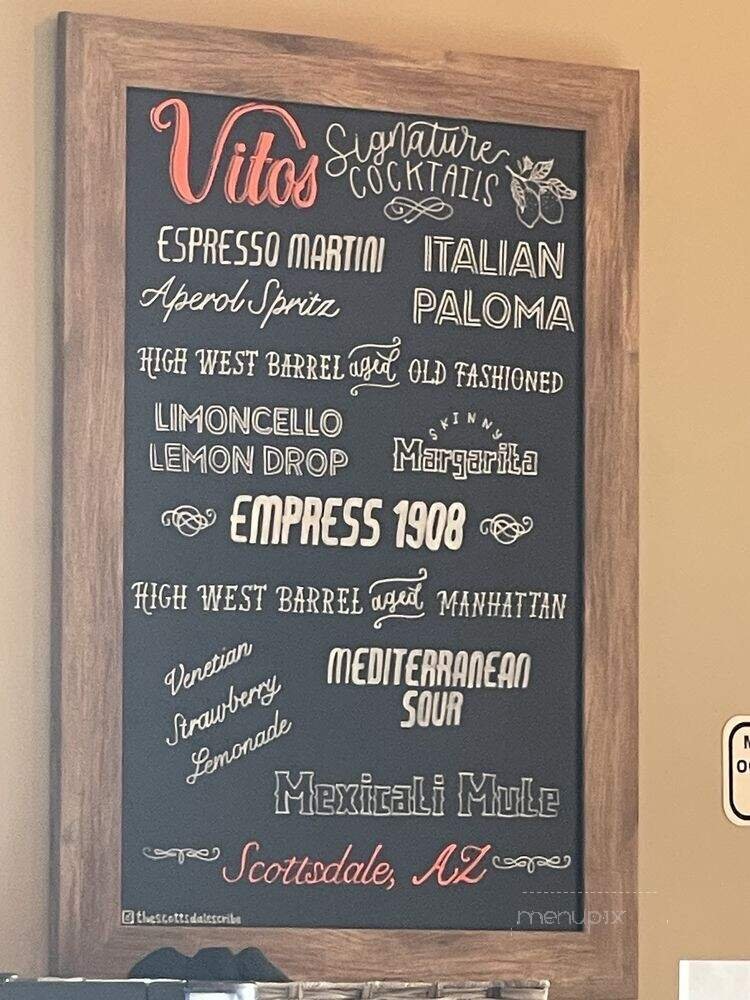 Vitos Signature
COCKTAILS
ESPRESSO MARTINI
Aperol Spritz
ITALIAN
PALOMA
HIGH WEST BARREL aged OLD FASHIONED
LIMONCELLO
LEMON DROP
SKINNY
Margarita
EMPRESS 1908
HIGH WEST BARREL aged MANHATTAN
Venetian
Strawberry
Lemonade
MEDITERRANEAN
SOUR
Mexicali Mule
Scottsdale, AZ
thescottsdalescribe
menupix